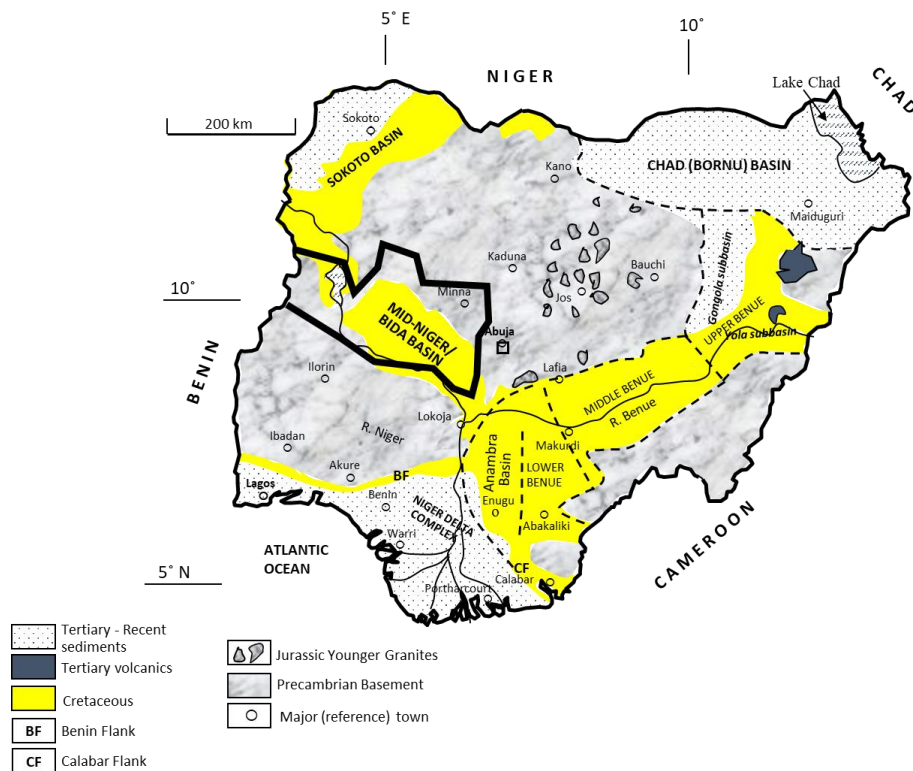 5˚ E
10˚
NIGER
CHAD
Lake Chad
200 km
Sokoto
SOKOTO BASIN
Kano
CHAD (BORNU) BASIN
Maiduguri
Kaduna
Bauchi
Jos
Gongola subbasin
10˚
Minna
MID-NIGER/
BIDA BASIN
Abuja
UPPER BENUE
Yola subbasin
BENIN
Ilorin
Lafia
MIDDLE BENUE
R. Benue
Lokoja
R. Niger
Makurdi
Ibadan
Akure
BF
Anambra
Basin
LOWER
BENUE
Lagos
Benin
Enugu
Abakaliki
NIGER DELTA
COMPLEX
Warri
ATLANTIC
OCEAN
CAMEROON
CF
Calabar
5˚ N
Portharcourt
Tertiary - Recent
sediments
Tertiary volcanics
Cretaceous
BF Benin Flank
CF Calabar Flank
Jurassic Younger Granites
Precambrian Basement
Major (reference) town